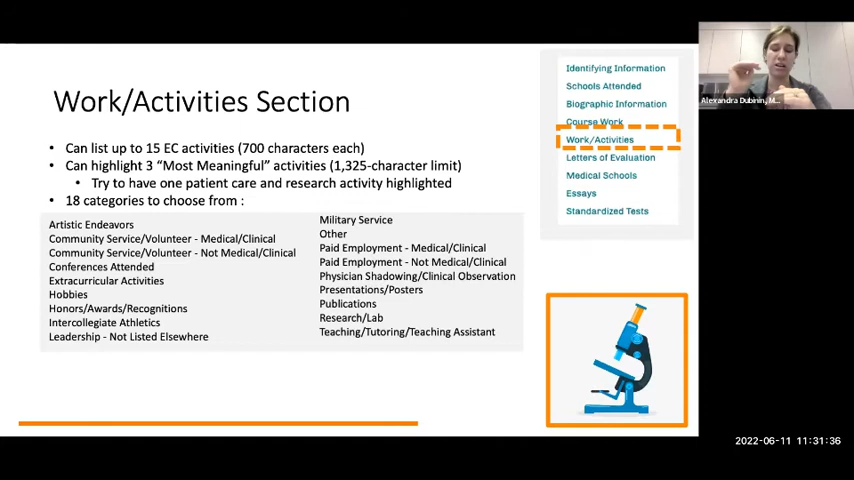 Work/Activities Section
• Can list up to 15 EC activities (700 characters each)
• Can highlight 3 “Most Meaningful” activities (1,325-character limit)
• Try to have one patient care and research activity highlighted
• 18 categories to choose from :
Artistic Endeavors
Community Service/Volunteer - Medical/Clinical
Community Service/Volunteer - Not Medical/Clinical
Conferences Attended
Extracurricular Activities
Hobbies
Honors/Awards/Recognitions
Intercollegiate Athletics
Leadership - Not Listed Elsewhere
Military Service
Other
Paid Employment - Medical/Clinical
Paid Employment - Not Medical/Clinical
Physician Shadowing/Clinical Observation
Presentations/Posters
Publications
Research/Lab
Teaching/Tutoring/Teaching Assistant
Identifying Information
Schools Attended
Biographic Information
Course Work
Work/Activities
Letters of Evaluation
Medical Schools
Essays
Standardized Tests
Alexandra Dubinin, M...
2022-06-11 11:31:36